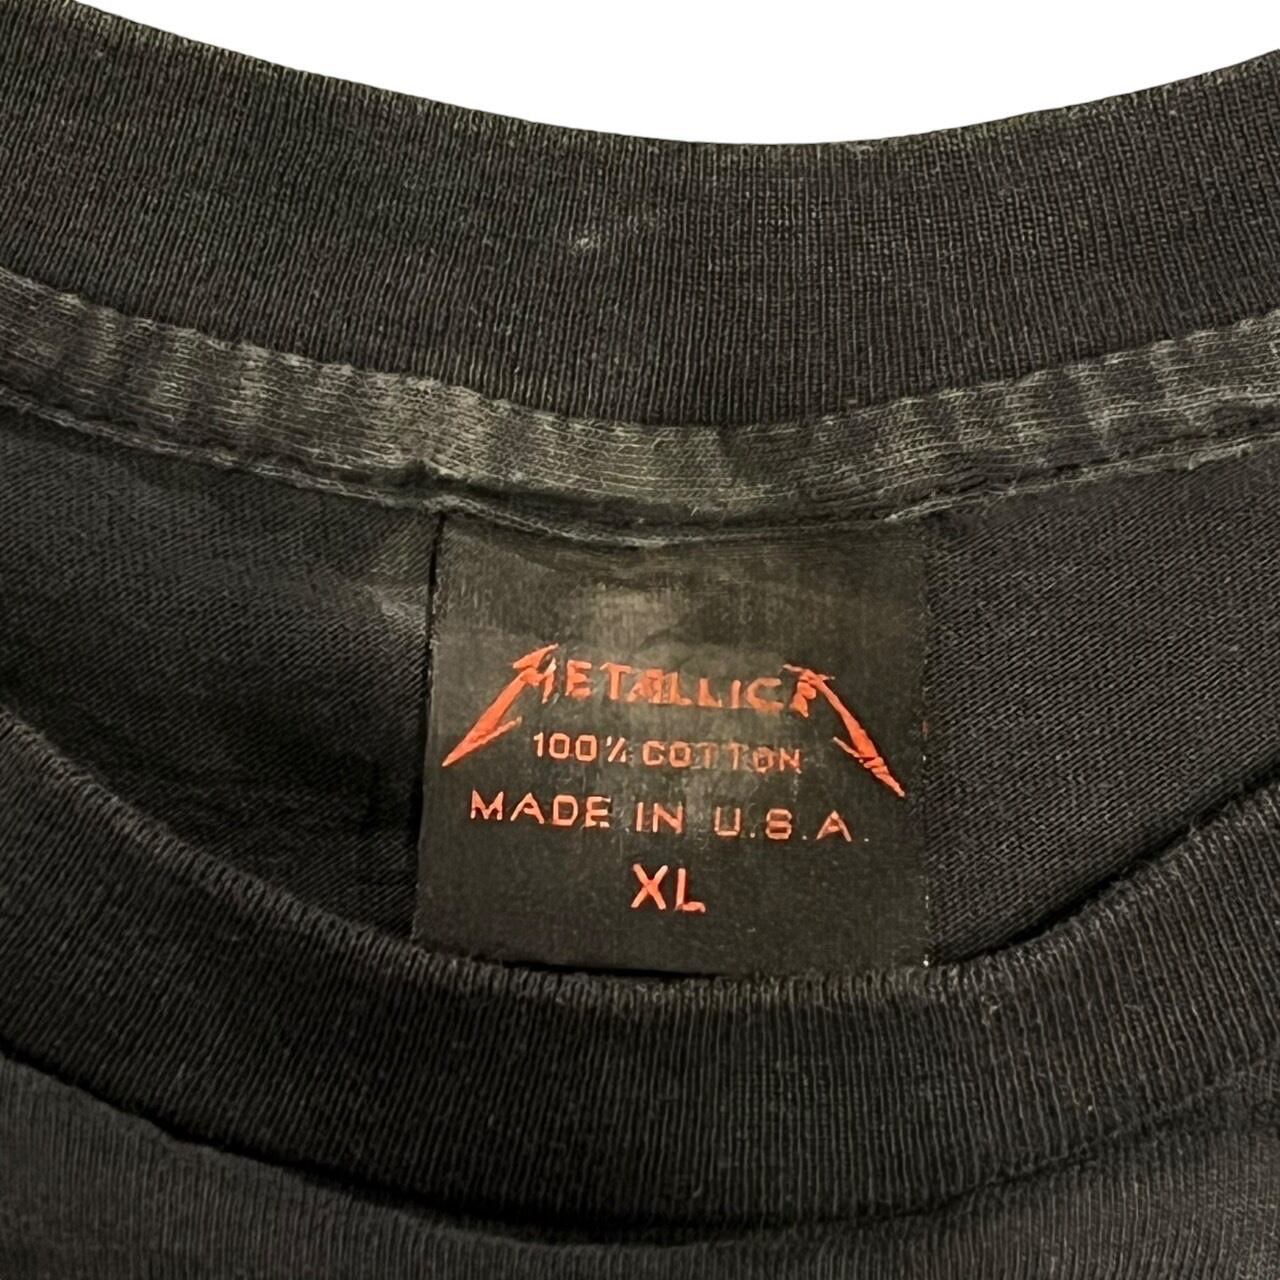 METALLICA
100% COTTON
MADE IN U.S.A.
XL